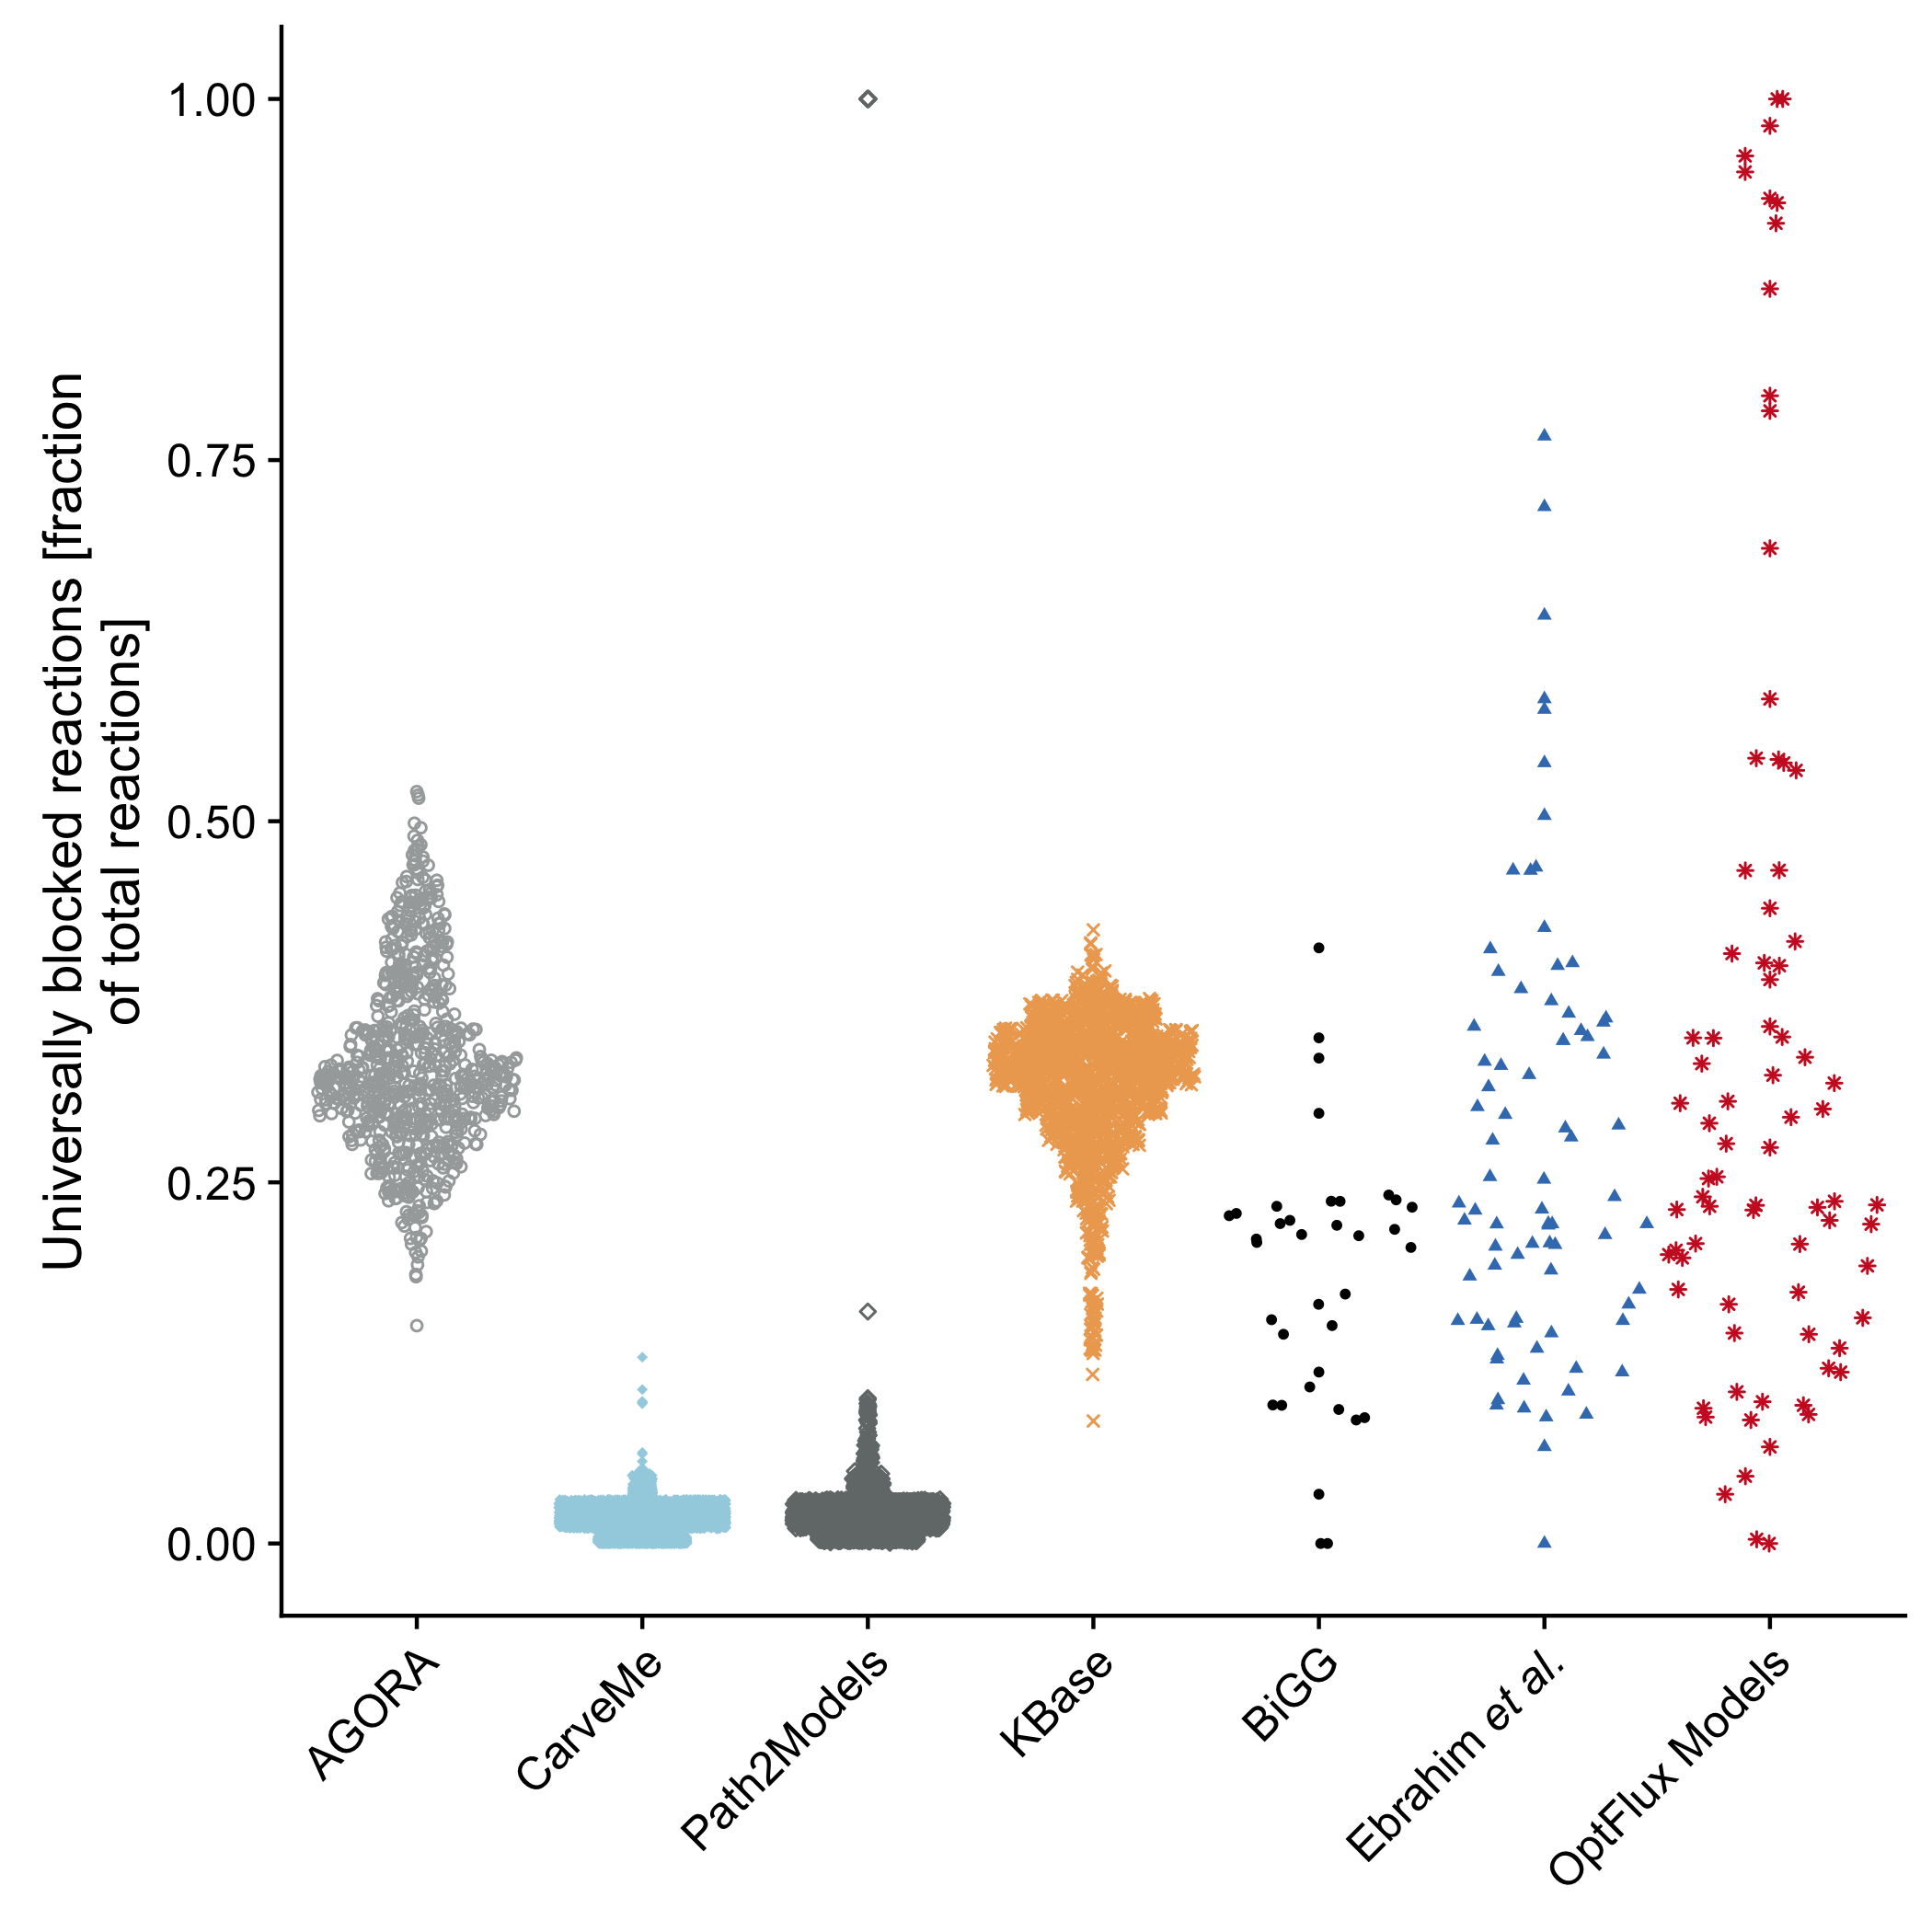 Universally blocked reactions [fraction
of total reactions]
1.00
0.75
0.50
0.25
0.00
AGORA
CarveMe
Path2Models
KBase
BiGG
Ebrahim et al.
OptFlux Models